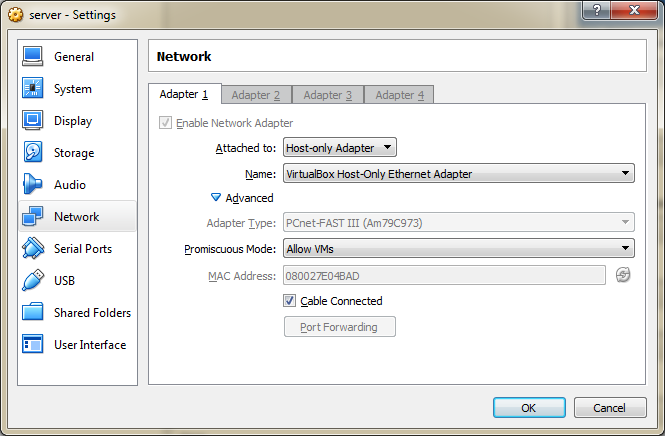 server - Settings
General
System
Display
Storage
Audio
Network
Serial Ports
USB
Shared Folders
User Interface
Network
Adapter 1 Adapter 2 Adapter 3 Adapter 4
Enable Network Adapter
Attached to: Host-only Adapter
Name: VirtualBox Host-Only Ethernet Adapter
Advanced
Adapter Type: PCnet-FAST III (Am79C973)
Promiscuous Mode: Allow VMs
MAC Address: 080027E04BAD
Cable Connected
Port Forwarding
OK Cancel